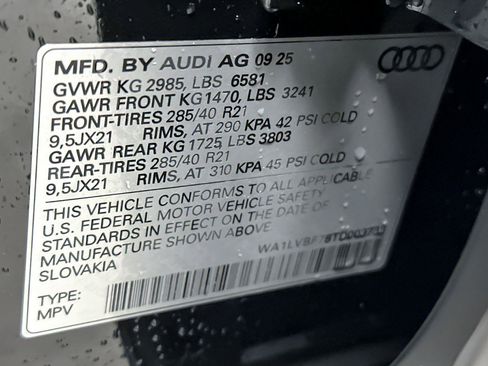 MFD. BY AUDI AG 09 25
GVWR KG 2985, LBS 6581
GAWR FRONT KG1470, LBS 3241
FRONT-TIRES 285/40 R21
9,5JX21 RIMS, AT 290 KPA 42 PSI COLD
GAWR REAR KG 1725, LBS 3803
REAR-TIRES 285/40 R21
9,5JX21 RIMS, AT 310 KPA 45 PSI COLD
THIS VEHICLE CONFORMS TO ALL APPLICABLE
U.S. FEDERAL MOTOR VEHICLE SAFETY
STANDARDS IN EFFECT ON THE DATE OF
MANUFACTURE SHOWN ABOVE
SLOVAKIA
TYPE:
MPV